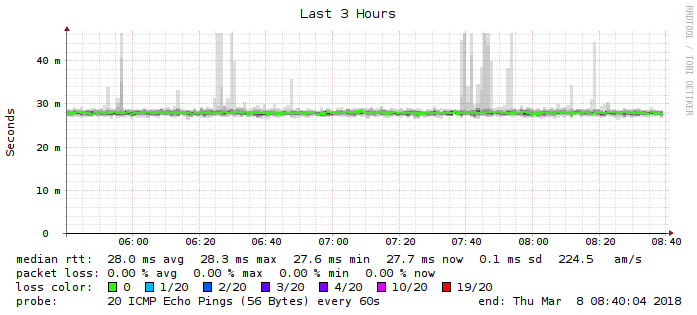 Last 3 Hours
RRDTOOL / TOBI OETIKER
Seconds
40 m
30 m
20 m
10 m
0
06:00 06:20 06:40 07:00 07:20 07:40 08:00 08:20 08:40
median rtt: 28.0 ms avg 28.3 ms max 27.6 ms min 27.7 ms now 0.1 ms sd 224.5 am/s
packet loss: 0.00 % avg 0.00 % max 0.00 % min 0.00 % now
loss color: 0 1/20 2/20 3/20 4/20 10/20 19/20
probe: 20 ICMP Echo Pings (56 Bytes) every 60s end: Thu Mar 8 08:40:04 2018